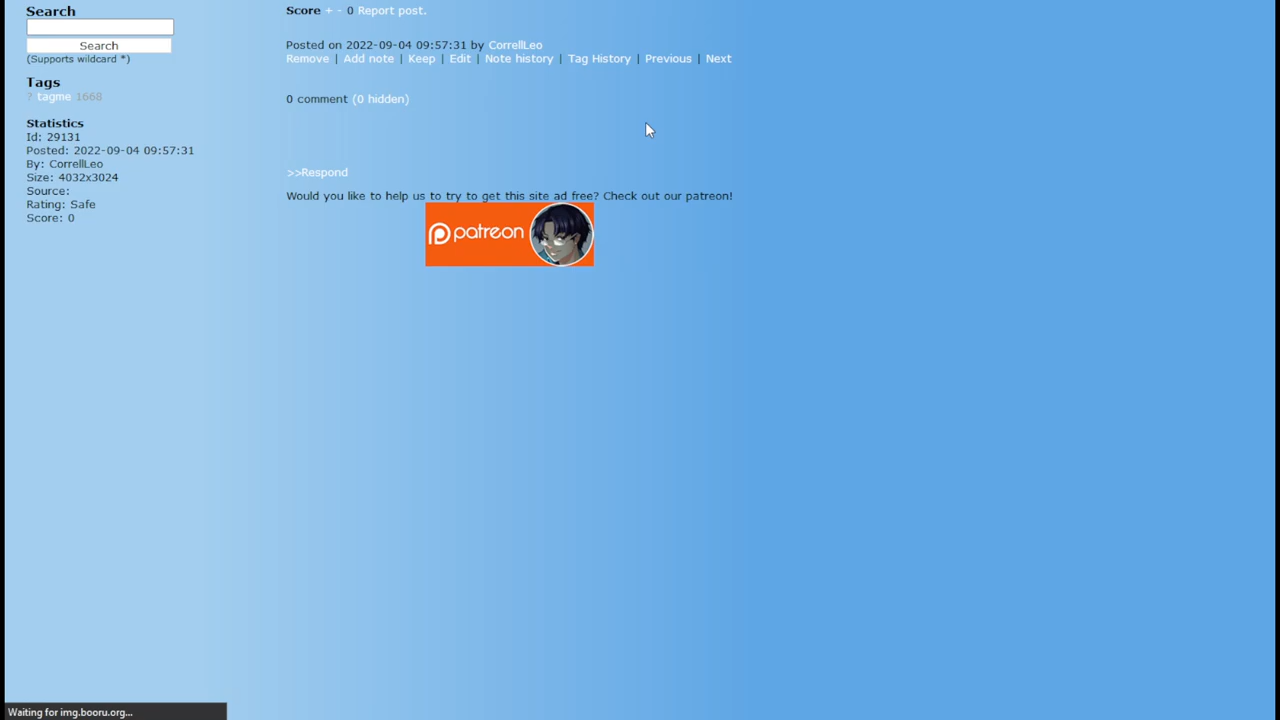 Search
Search
(Supports wildcard *)
Tags
? tagme 1668
Statistics
Id: 29131
Posted: 2022-09-04 09:57:31
By: CorrellLeo
Size: 4032x3024
Source:
Rating: Safe
Score: 0
Score + - 0 Report post.
Posted on 2022-09-04 09:57:31 by CorrellLeo
Remove | Add note | Keep | Edit | Note history | Tag History | Previous | Next
0 comment (0 hidden)
>>Respond
Would you like to help us to try to get this site ad free? Check out our patreon!
patreon
Waiting for img.booru.org...